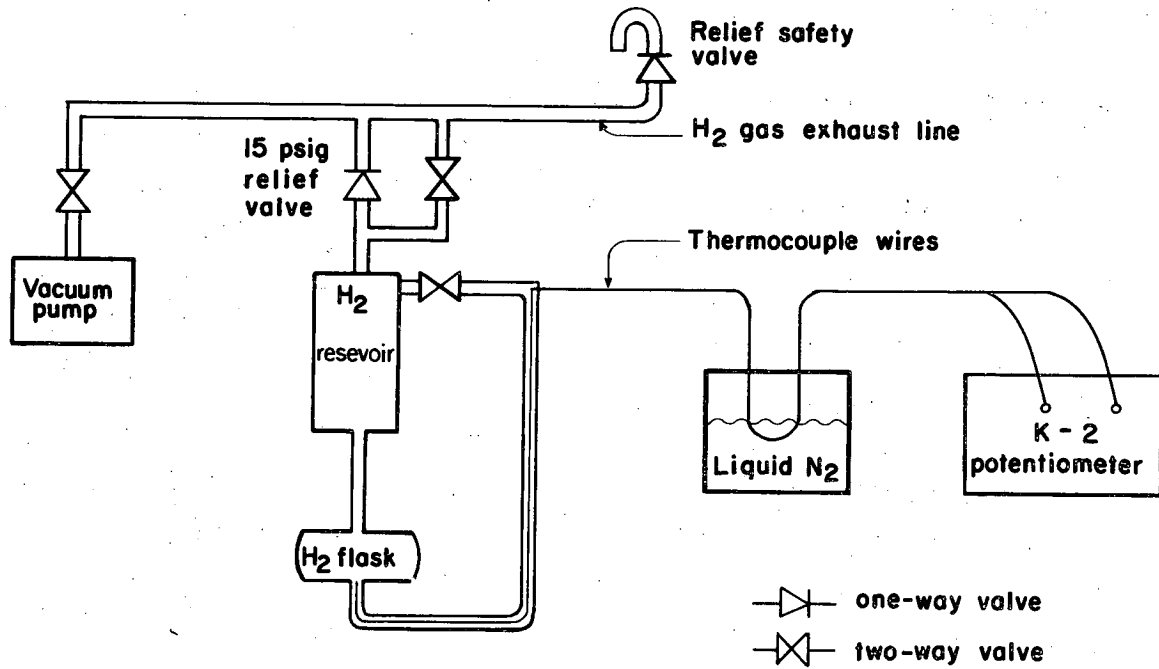 Relief safety
valve
H2 gas exhaust line
15 psig
relief
valve
Thermocouple wires
Vacuum
pump
H2
resevoir
K-2
potentiometer
Liquid N2
H2 flask
one-way valve
two-way valve